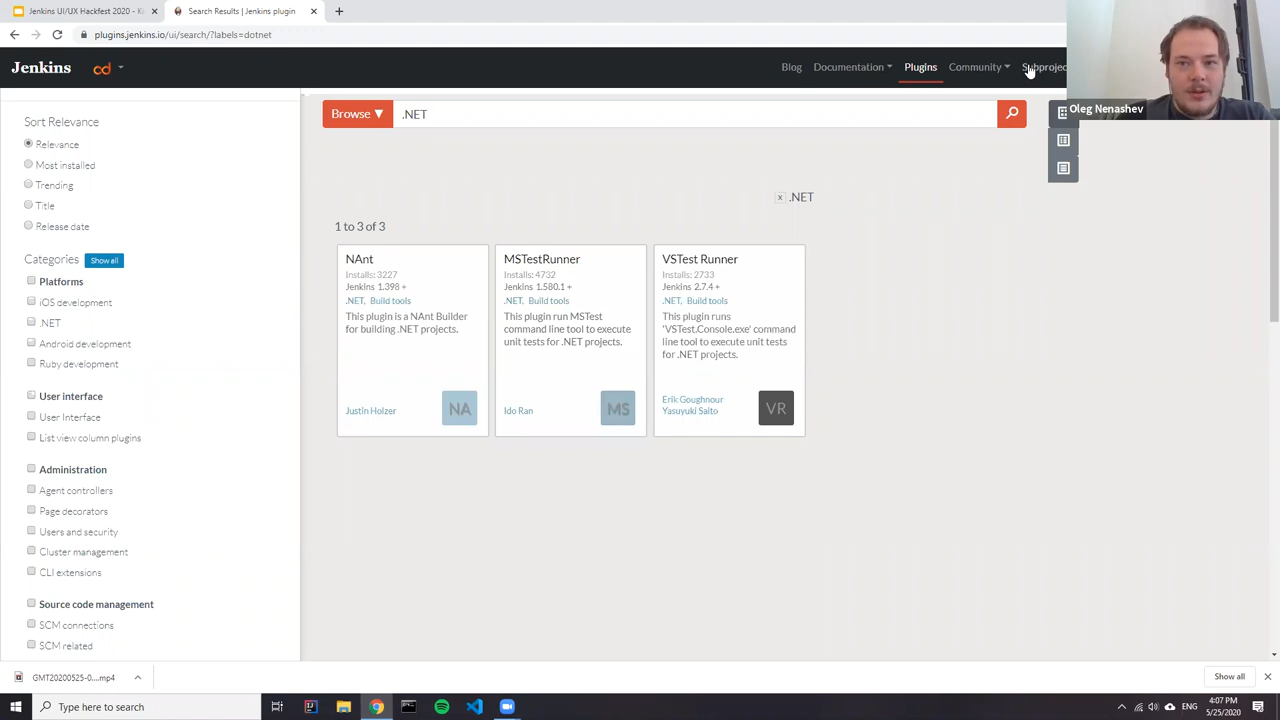 Jenkins UI/UX Hackfest 2020 - Ki
Search Results | Jenkins plugin
plugins.jenkins.io/ui/search/?labels=dotnet
Jenkins
cd
Blog
Documentation
Plugins
Community
Subprojec
Oleg Nenashev
Sort Relevance
Relevance
Most installed
Trending
Title
Release date
Categories
Show all
Platforms
iOS development
.NET
Android development
Ruby development
User interface
User Interface
List view column plugins
Administration
Agent controllers
Page decorators
Users and security
Cluster management
CLI extensions
Source code management
SCM connections
SCM related
Browse ▼
.NET
x .NET
1 to 3 of 3
NAnt
Installs: 3227
Jenkins 1.398 +
.NET, Build tools
This plugin is a NAnt Builder
for building .NET projects.
Justin Holzer
NA
MSTestRunner
Installs: 4732
Jenkins 1.580.1 +
.NET, Build tools
This plugin run MSTest
command line tool to execute
unit tests for .NET projects.
Ido Ran
MS
VSTest Runner
Installs: 2733
Jenkins 2.7.4 +
.NET, Build tools
This plugin runs
'VSTest.Console.exe' command
line tool to execute unit tests
for .NET projects.
Erik Goughnour
Yasuyuki Saito
VR
GMT20200525-0....mp4
Show all
Type here to search
ENG
4:07 PM
5/25/2020